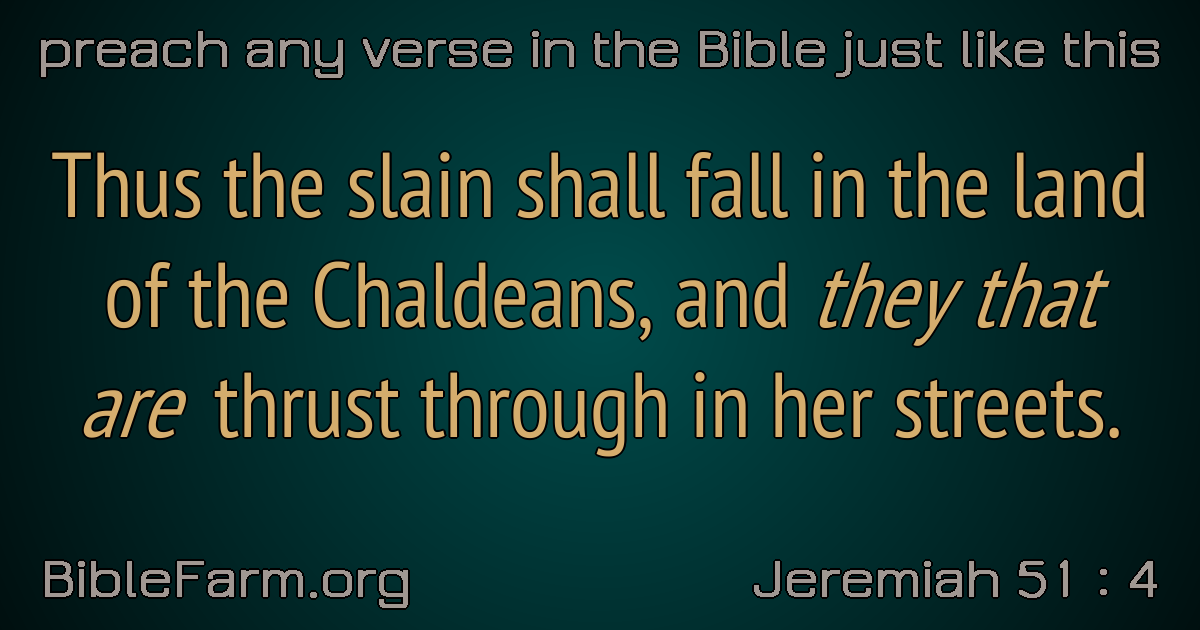 preach any verse in the Bible just like this
Thus the slain shall fall in the land
of the Chaldeans, and they that
are thrust through in her streets.
BibleFarm.org
Jeremiah 51 : 4